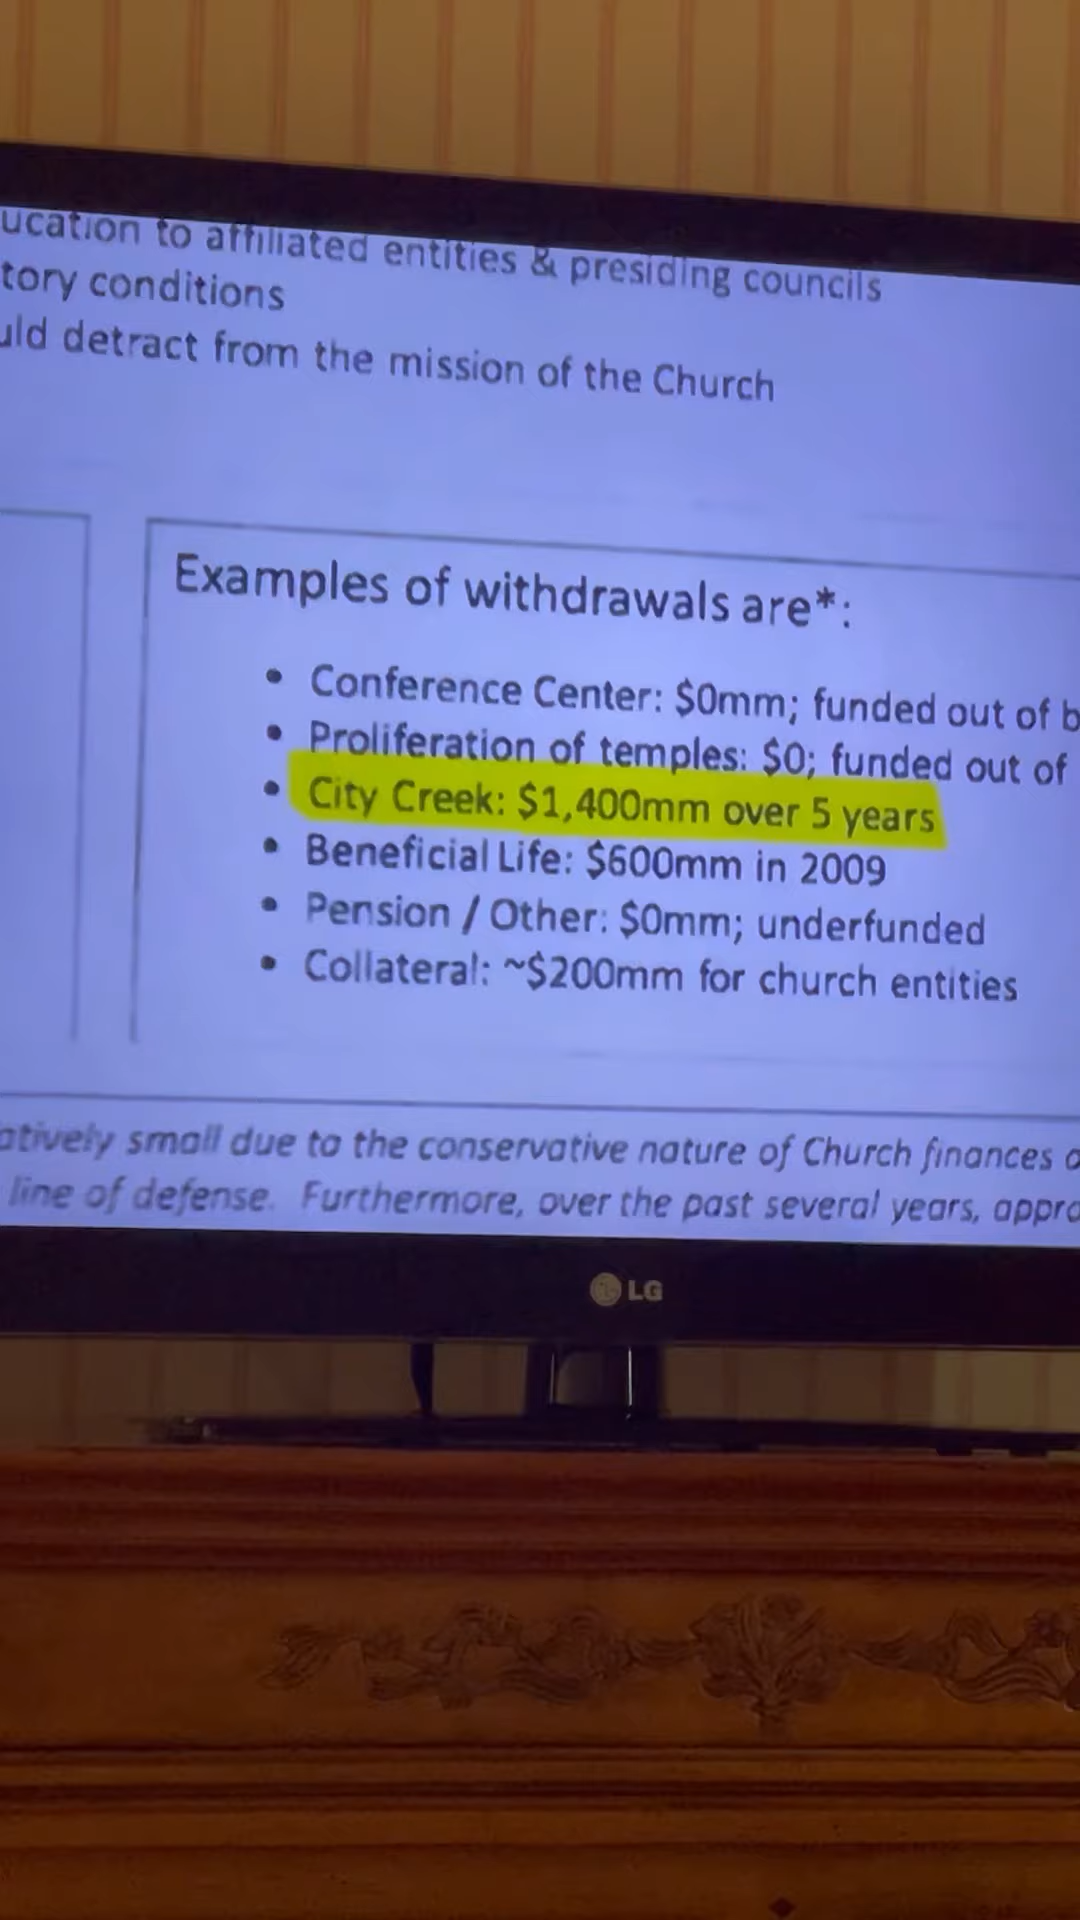 ucation to affiliated entities & presiding councils
tory conditions
uld detract from the mission of the Church
Examples of withdrawals are*:
• Conference Center: $0mm; funded out of b
• Proliferation of temples: $0; funded out of
• City Creek: $1,400mm over 5 years
• Beneficial Life: $600mm in 2009
• Pension / Other: $0mm; underfunded
• Collateral: ~$200mm for church entities
atively small due to the conservative nature of Church finances a
line of defense. Furthermore, over the past several years, appro
LG